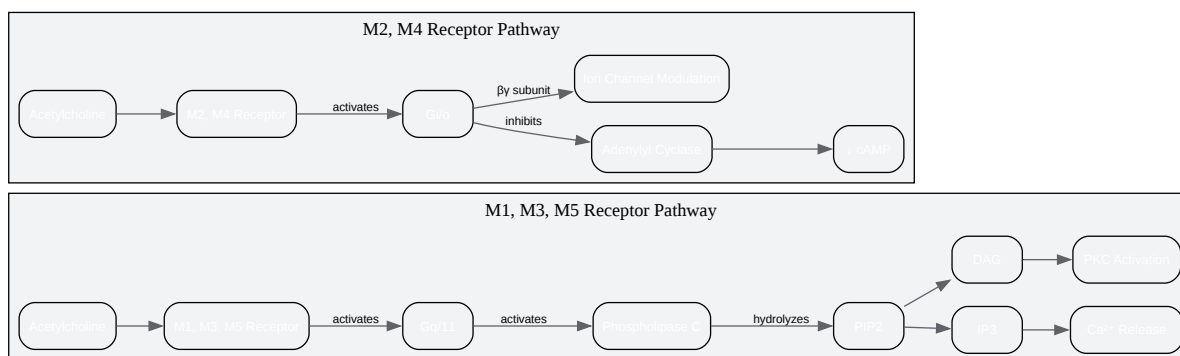 M2, M4 Receptor Pathway
Acetylcholine
M2, M4 Receptor
activates
Gi/o
βγ subunit
Ion Channel Modulation
inhibits
Adenylyl Cyclase
↓ cAMP
M1, M3, M5 Receptor Pathway
Acetylcholine
M1, M3, M5 Receptor
activates
Gq/11
activates
Phospholipase C
hydrolyzes
PIP2
DAG
PKC Activation
IP3
Ca²⁺ Release